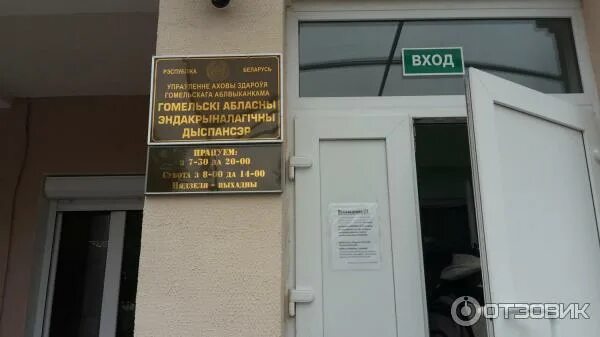 РЭСПУБЛІКА БЕЛАРУСЬ
УПРАЎЛЕННЕ АХОВЫ ЗДАРОЎЯ
ГОМЕЛЬСКАГА АБЛВЫКАНКАМА
ГОМЕЛЬСКІ АБЛАСНЫ
ЭНДАКРЫНАЛАГІЧНЫ
ДЫСПАНСЭР
ПРАЦУЕМ:
з 7-30 да 20-00
Субота з 8-00 да 14-00
Нядзеля - выхадны
ВХОД
ОТЗОВИК